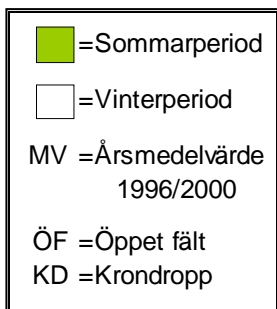 =Sommarperiod
=Vinterperiod
MV =Årsmedelvärde
1996/2000
ÖF =Öppet fält
KD =Krondropp